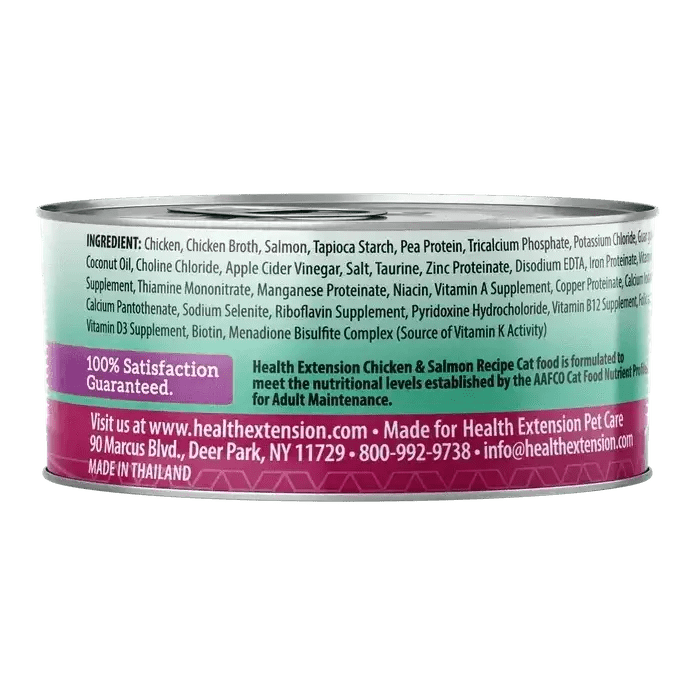 INGREDIENT: Chicken, Chicken Broth, Salmon, Tapioca Starch, Pea Protein, Tricalcium Phosphate, Potassium Chloride, Guar
Coconut Oil, Choline Chloride, Apple Cider Vinegar, Salt, Taurine, Zinc Proteinate, Disodium EDTA, Iron Proteinate,
Supplement, Thiamine Mononitrate, Manganese Proteinate, Niacin, Vitamin A Supplement, Copper Proteinate, Calcium
Calcium Pantothenate, Sodium Selenite, Riboflavin Supplement, Pyridoxine Hydrocholoride, Vitamin B12 Supplement,
Vitamin D3 Supplement, Biotin, Menadione Bisulfite Complex (Source of Vitamin K Activity)
100% Satisfaction
Guaranteed.
Health Extension Chicken & Salmon Recipe Cat food is formulated to
meet the nutritional levels established by the AAFCO Cat Food Nutrient
for Adult Maintenance.
Visit us at www.healthextension.com • Made for Health Extension Pet Care
90 Marcus Blvd., Deer Park, NY 11729 • 800-992-9738 • info@healthextension.com
MADE IN THAILAND